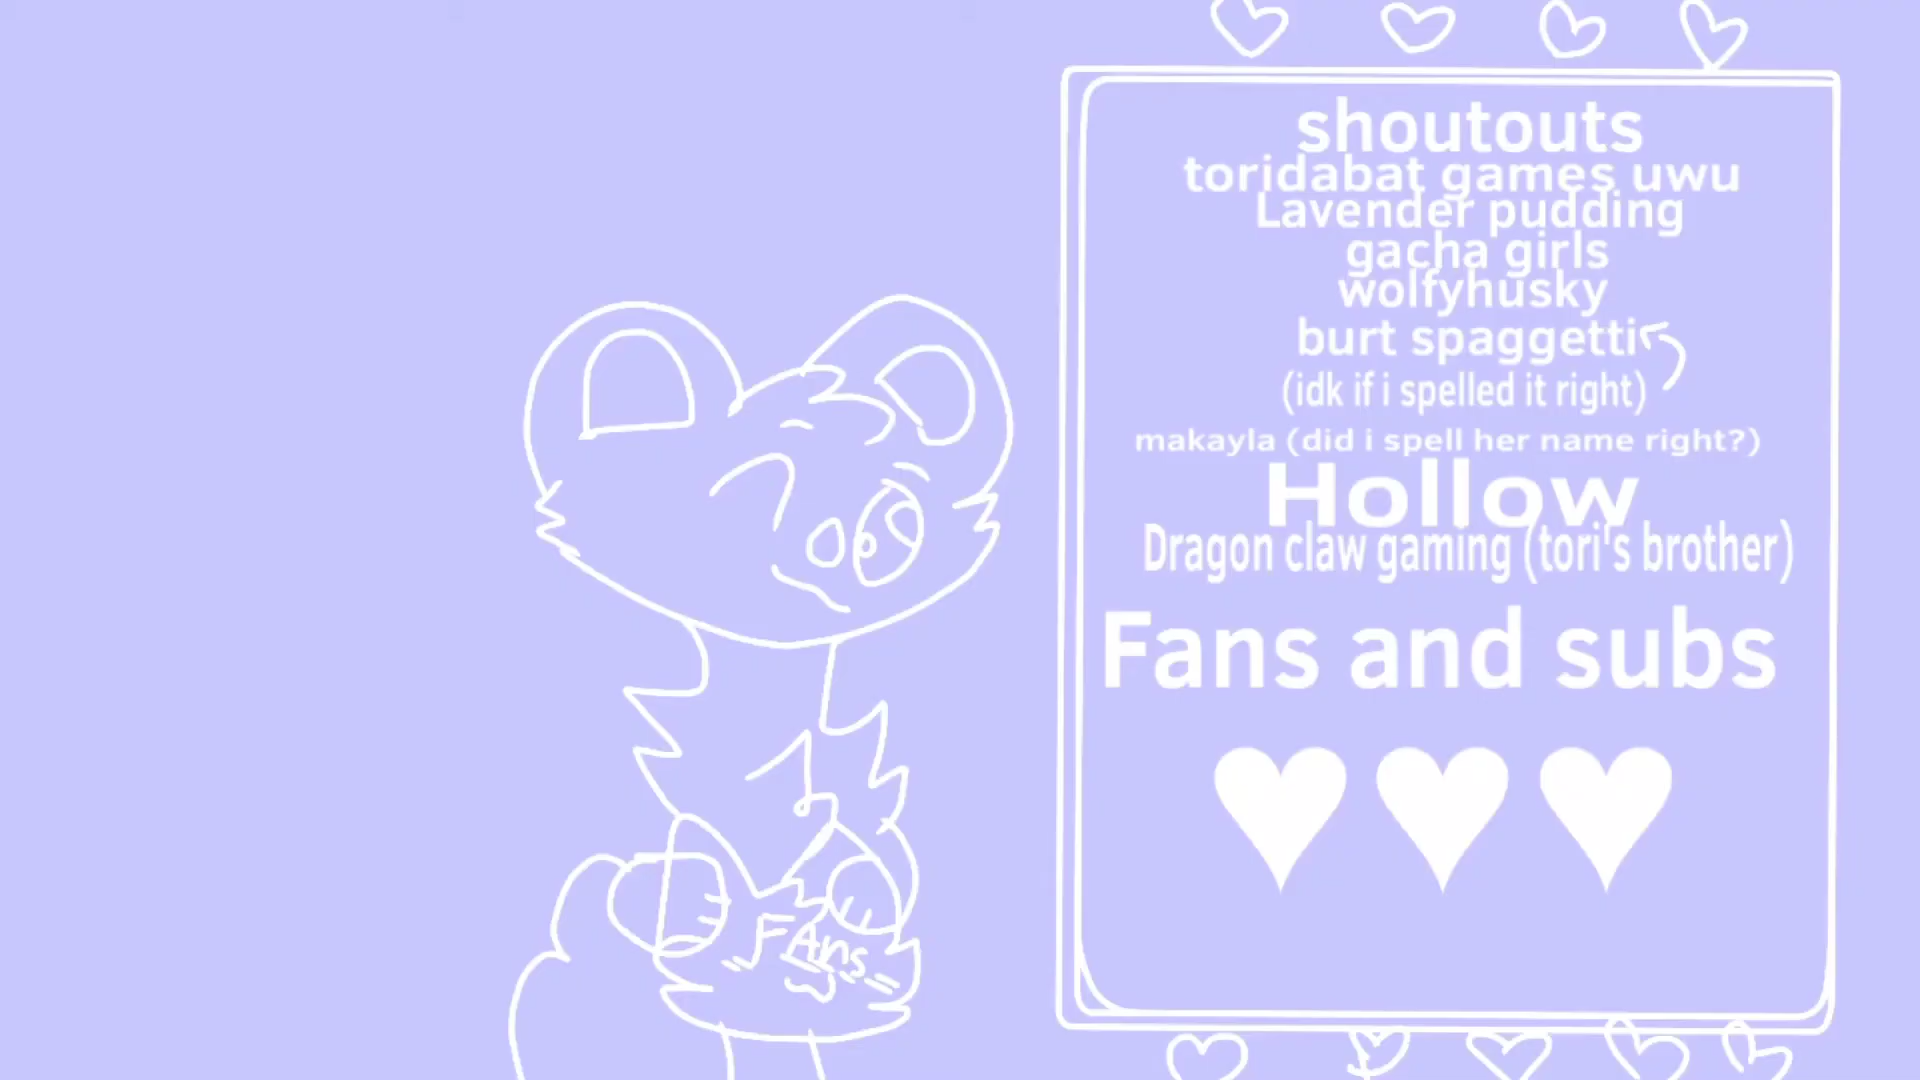 shoutouts
toridabat games uwu
Lavender pudding
gacha girls
wolfyhusky
burt spaggetti
(idk if i spelled it right)
makayla (did i spell her name right?)
Hollow
Dragon claw gaming (tori's brother)
Fans and subs
FAns